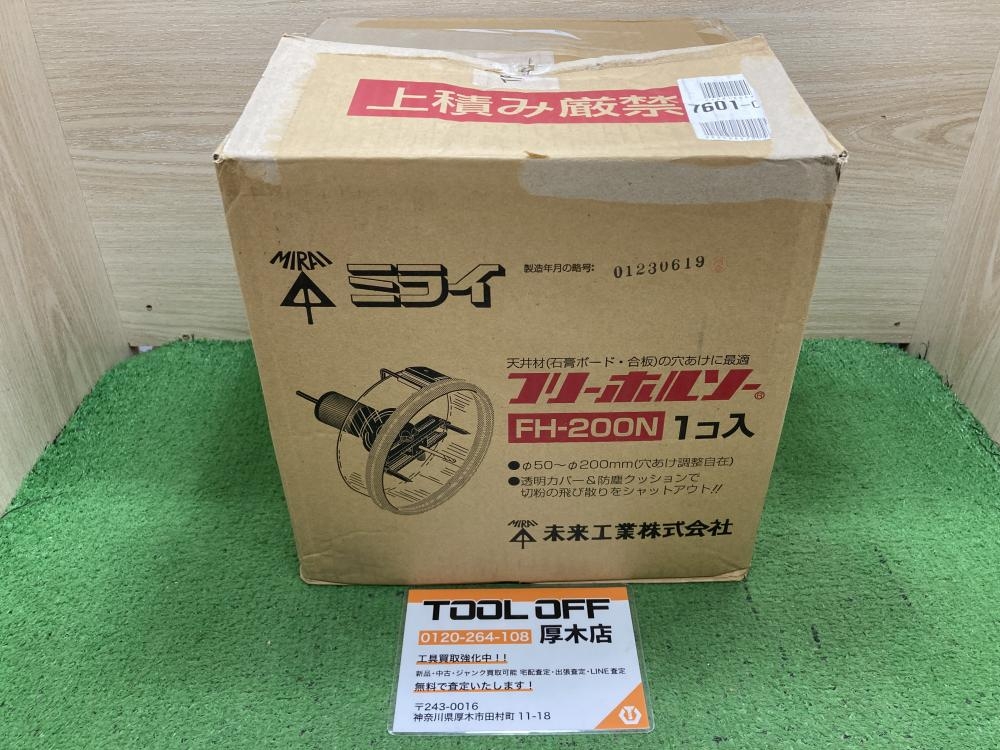 上積み厳禁
7601-
MIRAI
ミライ
製造年月の略号: 01230619
天井材(石膏ボード・合板)の穴あけに最適
フリーホルソー®
FH-200N 1コ入
●φ50～φ200mm(穴あけ調整自在)
●透明カバー&防塵クッションで
切粉の飛び散りをシャットアウト!!
MIRAI 未来工業株式会社
TOOL OFF
0120-264-108 厚木店
工具買取強化中！！
新品・中古・ジャンク買取可能 宅配査定・出張査定・LINE査定
無料で査定いたします！
〒243-0016
神奈川県厚木市田村町 11-18